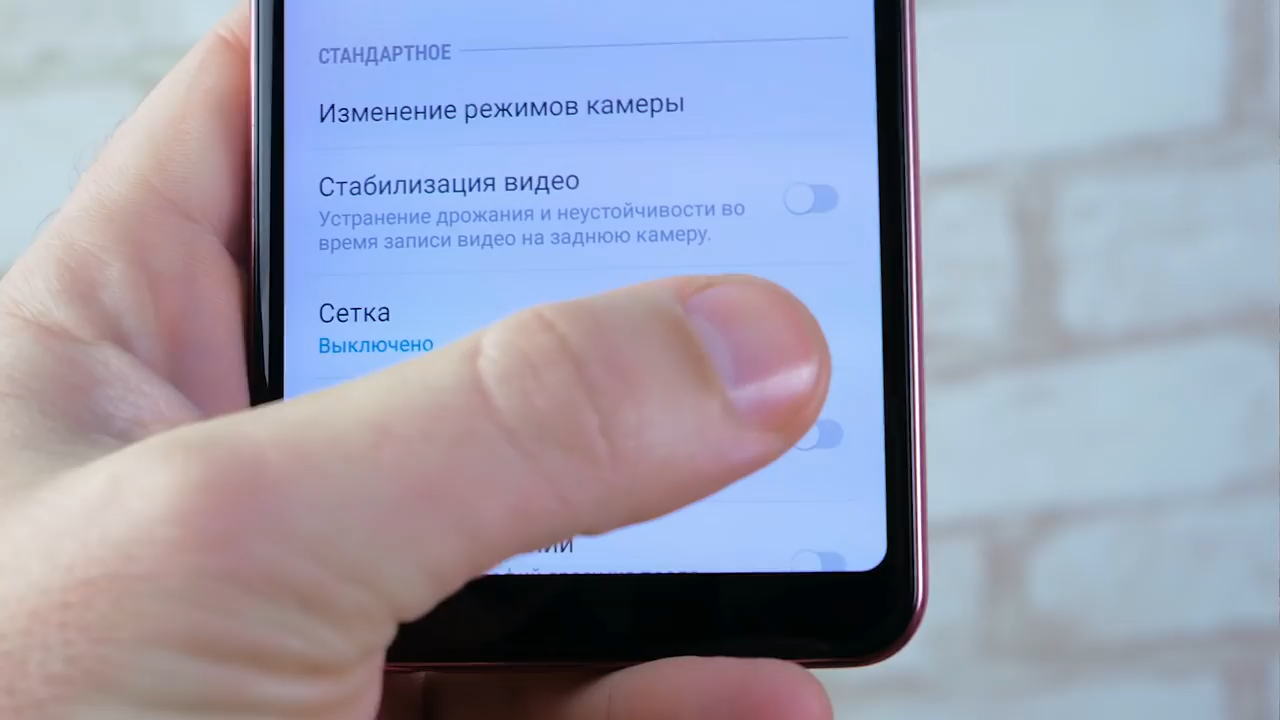 СТАНДАРТНОЕ
Изменение режимов камеры
Стабилизация видео
Устранение дрожания и неустойчивости во
время записи видео на заднюю камеру.
Сетка
Выключено